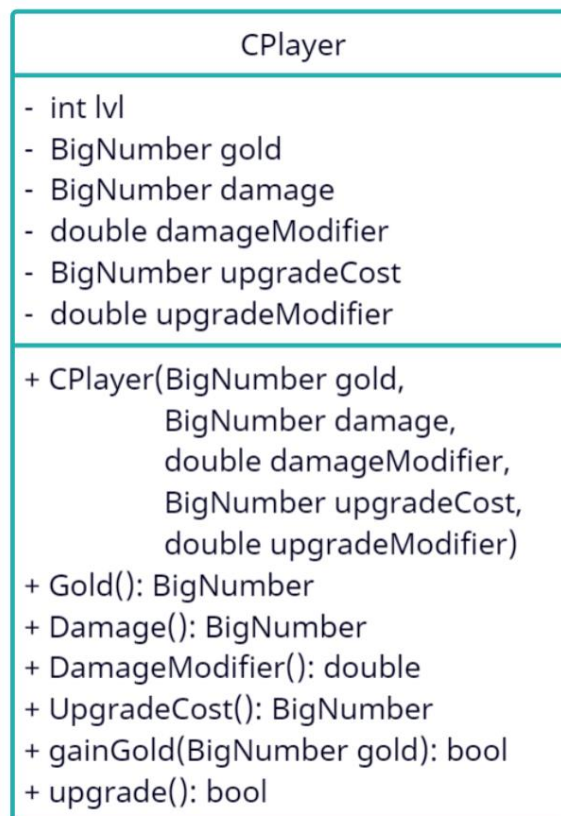 CPlayer
- int lvl
- BigNumber gold
- BigNumber damage
- double damageModifier
- BigNumber upgradeCost
- double upgradeModifier
+ CPlayer(BigNumber gold,
BigNumber damage,
double damageModifier,
BigNumber upgradeCost,
double upgradeModifier)
+ Gold(): BigNumber
+ Damage(): BigNumber
+ DamageModifier(): double
+ UpgradeCost(): BigNumber
+ gainGold(BigNumber gold): bool
+ upgrade(): bool